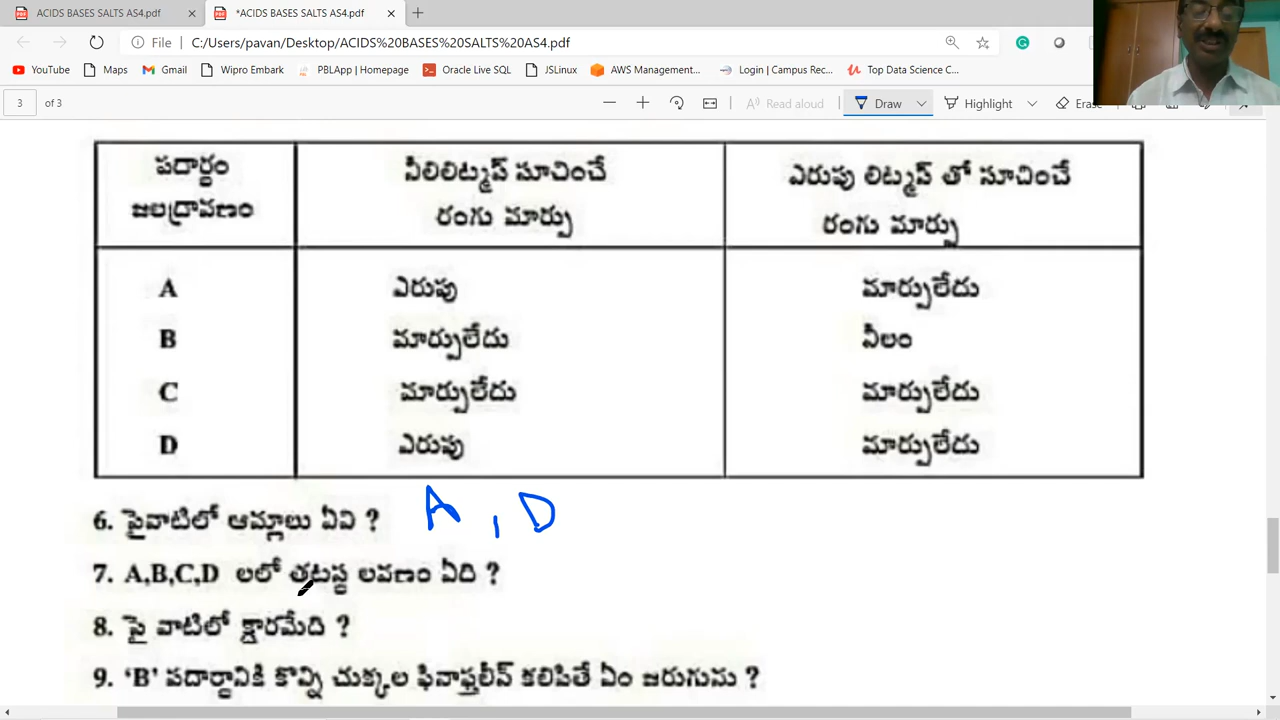 ACIDS BASES SALTS AS4.pdf
*ACIDS BASES SALTS AS4.pdf
File C:/Users/pavan/Desktop/ACIDS%20BASES%20SALTS%20AS4.pdf
YouTube Maps Gmail Wipro Embark PBLApp | Homepage Oracle Live SQL JSLinux AWS Management... Login | Campus Rec... Top Data Science C...
3 of 3 Read aloud Draw Highlight
పదార్థం
జలద్రావణం
నీలిలిట్మస్ సూచించే
రంగు మార్పు
ఎరుపు లిట్మస్ తో సూచించే
రంగు మార్పు
A ఎరుపు మార్పులేదు
B మార్పులేదు నీలం
C మార్పులేదు మార్పులేదు
D ఎరుపు మార్పులేదు
6. పైవాటిలో ఆమ్లాలు ఏవి ? A , D
7. A,B,C,D లలో తటస్థ లవణం ఏది ?
8. పై వాటిలో క్షారమేది ?
9. ‘B’ పదార్థానికి కొన్ని చుక్కల ఫినాఫ్తలీన్ కలిపితే ఏం జరుగును ?